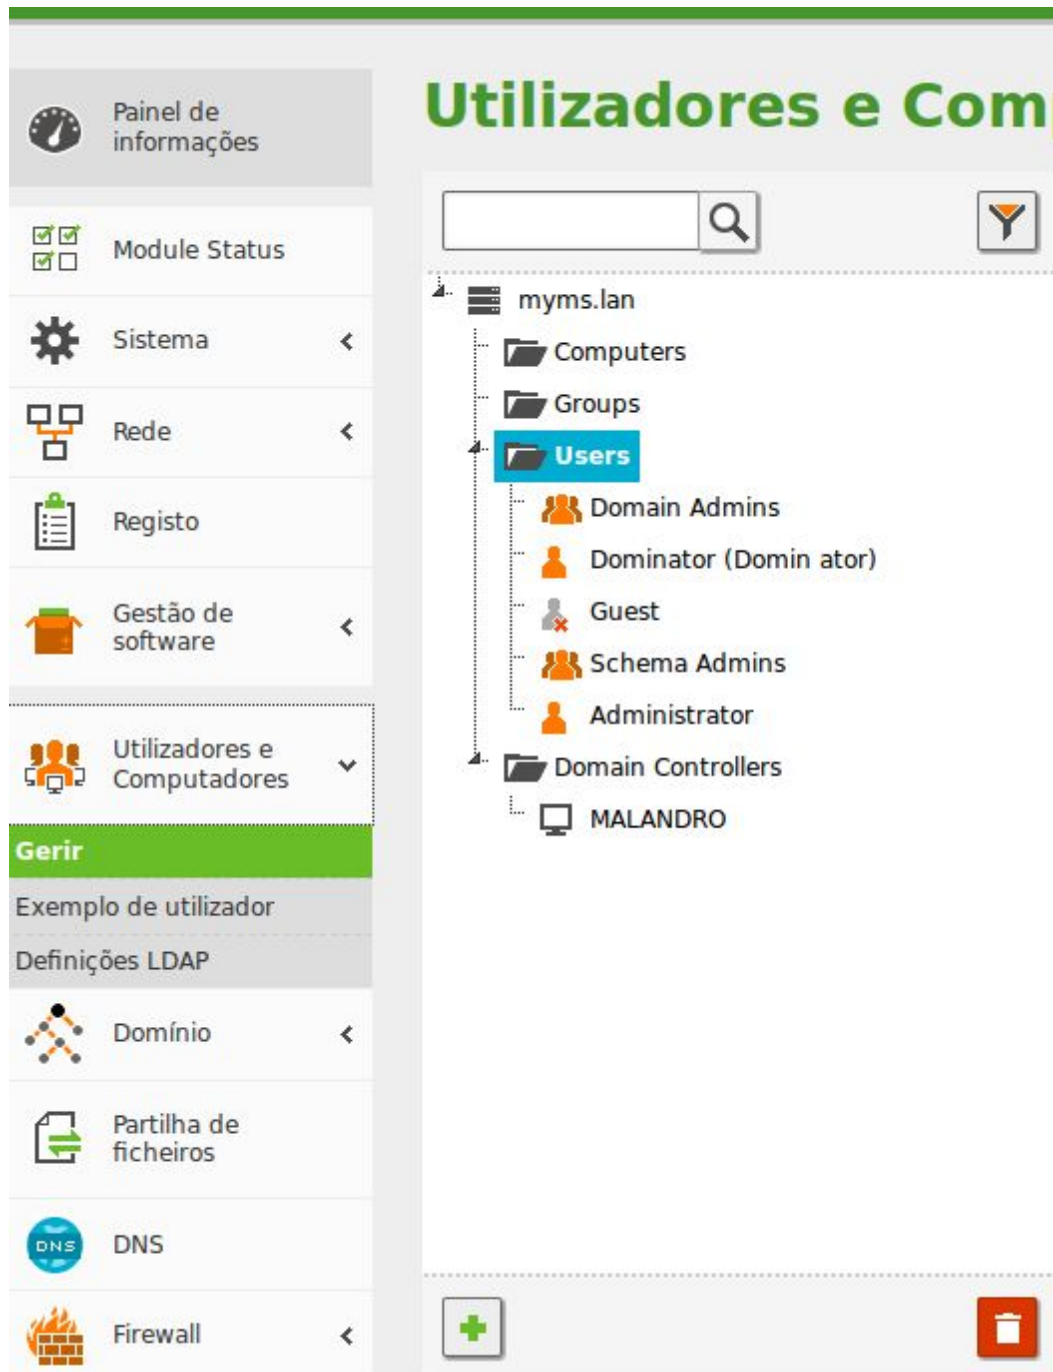 Painel de
informações
Module Status
Sistema
Rede
Registo
Gestão de
software
Utilizadores e
Computadores
Gerir
Exemplo de utilizador
Definições LDAP
Domínio
Partilha de
ficheiros
DNS
DNS
Firewall
Utilizadores e Com
myms.lan
Computers
Groups
Users
Domain Admins
Dominator (Domin ator)
Guest
Schema Admins
Administrator
Domain Controllers
MALANDRO